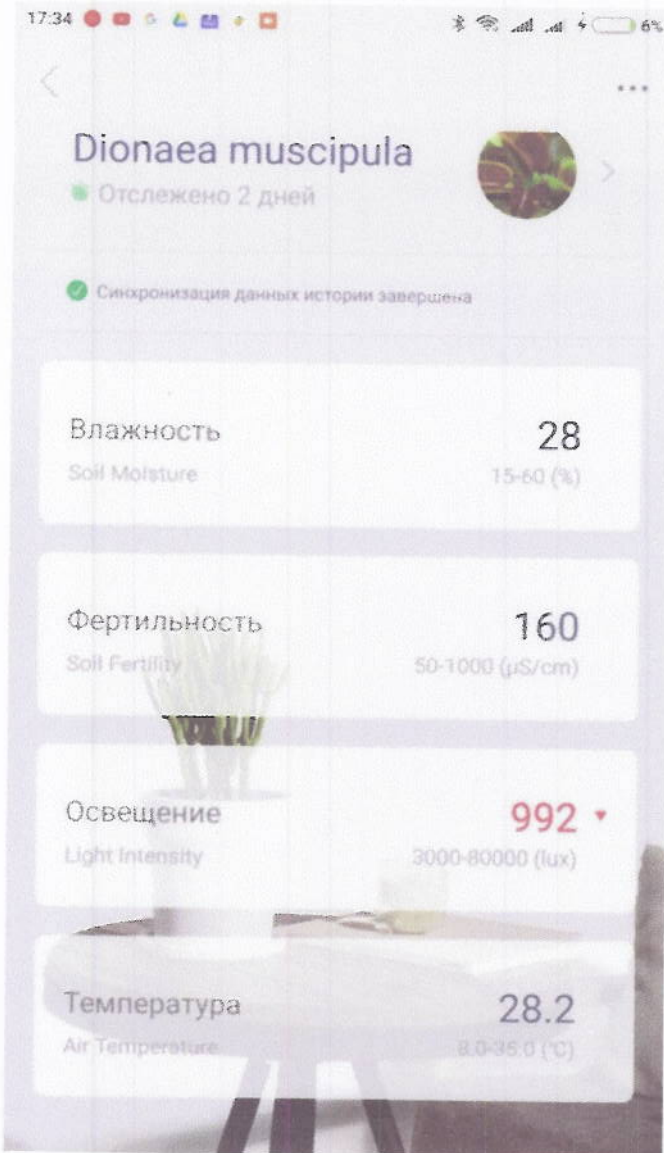 17:34 6%
Dionaea muscipula
Отслежено 2 дней
Синхронизация данных истории завершена
Влажность 28
Soil Moisture 15-60 (%)
Фертильность 160
Soil Fertility 50-1000 (µS/cm)
Освещение 992
Light Intensity 3000-80000 (lux)
Температура 28.2
Air Temperature 8.0-35.0 (°C)